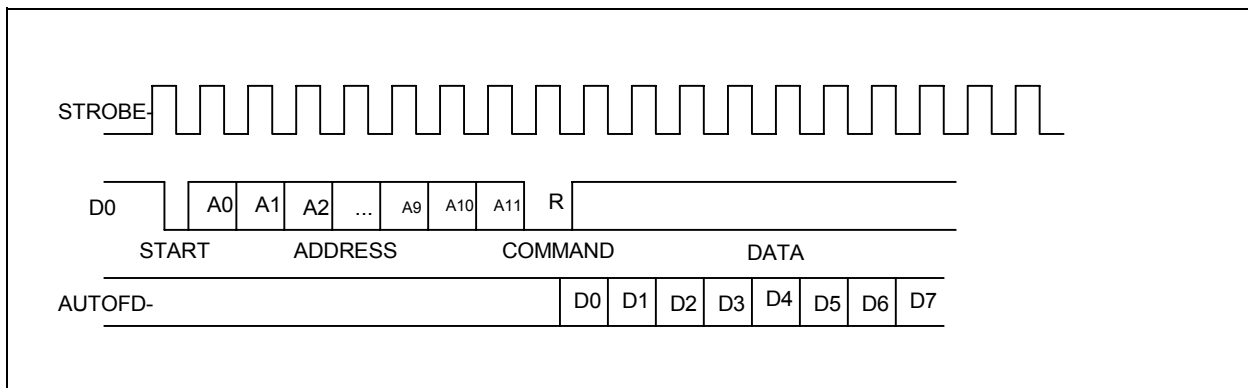 STROBE-
D0 A0 A1 A2 ... A9 A10 A11 R
START ADDRESS COMMAND DATA
AUTOFD- D0 D1 D2 D3 D4 D5 D6 D7